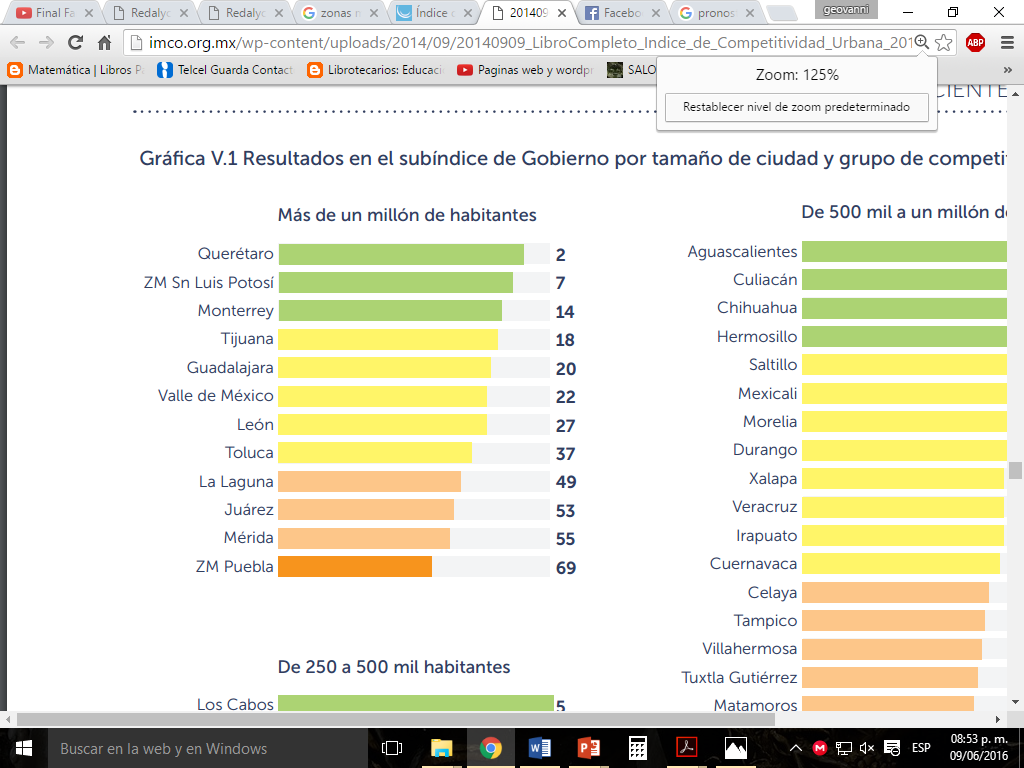 geovanni
Final Fa
Redalyc
Redalyc
zonas n
Índice d
201409
Facebo
pronos
imco.org.mx/wp-content/uploads/2014/09/20140909_LibroCompleto_Indice_de_Competitividad_Urbana_201
ABP
Matemática | Libros P
Telcel Guarda Contact
Librotecarios: Educaci
Paginas web y wordpr
SALO
»
Zoom: 125%
Restablecer nivel de zoom predeterminado
CIENTE
Gráfica V.1 Resultados en el subíndice de Gobierno por tamaño de ciudad y grupo de competit
Más de un millón de habitantes
Querétaro 2
ZM Sn Luis Potosí 7
Monterrey 14
Tijuana 18
Guadalajara 20
Valle de México 22
León 27
Toluca 37
La Laguna 49
Juárez 53
Mérida 55
ZM Puebla 69
De 250 a 500 mil habitantes
Los Cabos 5
De 500 mil a un millón de
Aguascalientes
Culiacán
Chihuahua
Hermosillo
Saltillo
Mexicali
Morelia
Durango
Xalapa
Veracruz
Irapuato
Cuernavaca
Celaya
Tampico
Villahermosa
Tuxtla Gutiérrez
Matamoros
Buscar en la web y en Windows
ESP
08:53 p. m.
09/06/2016